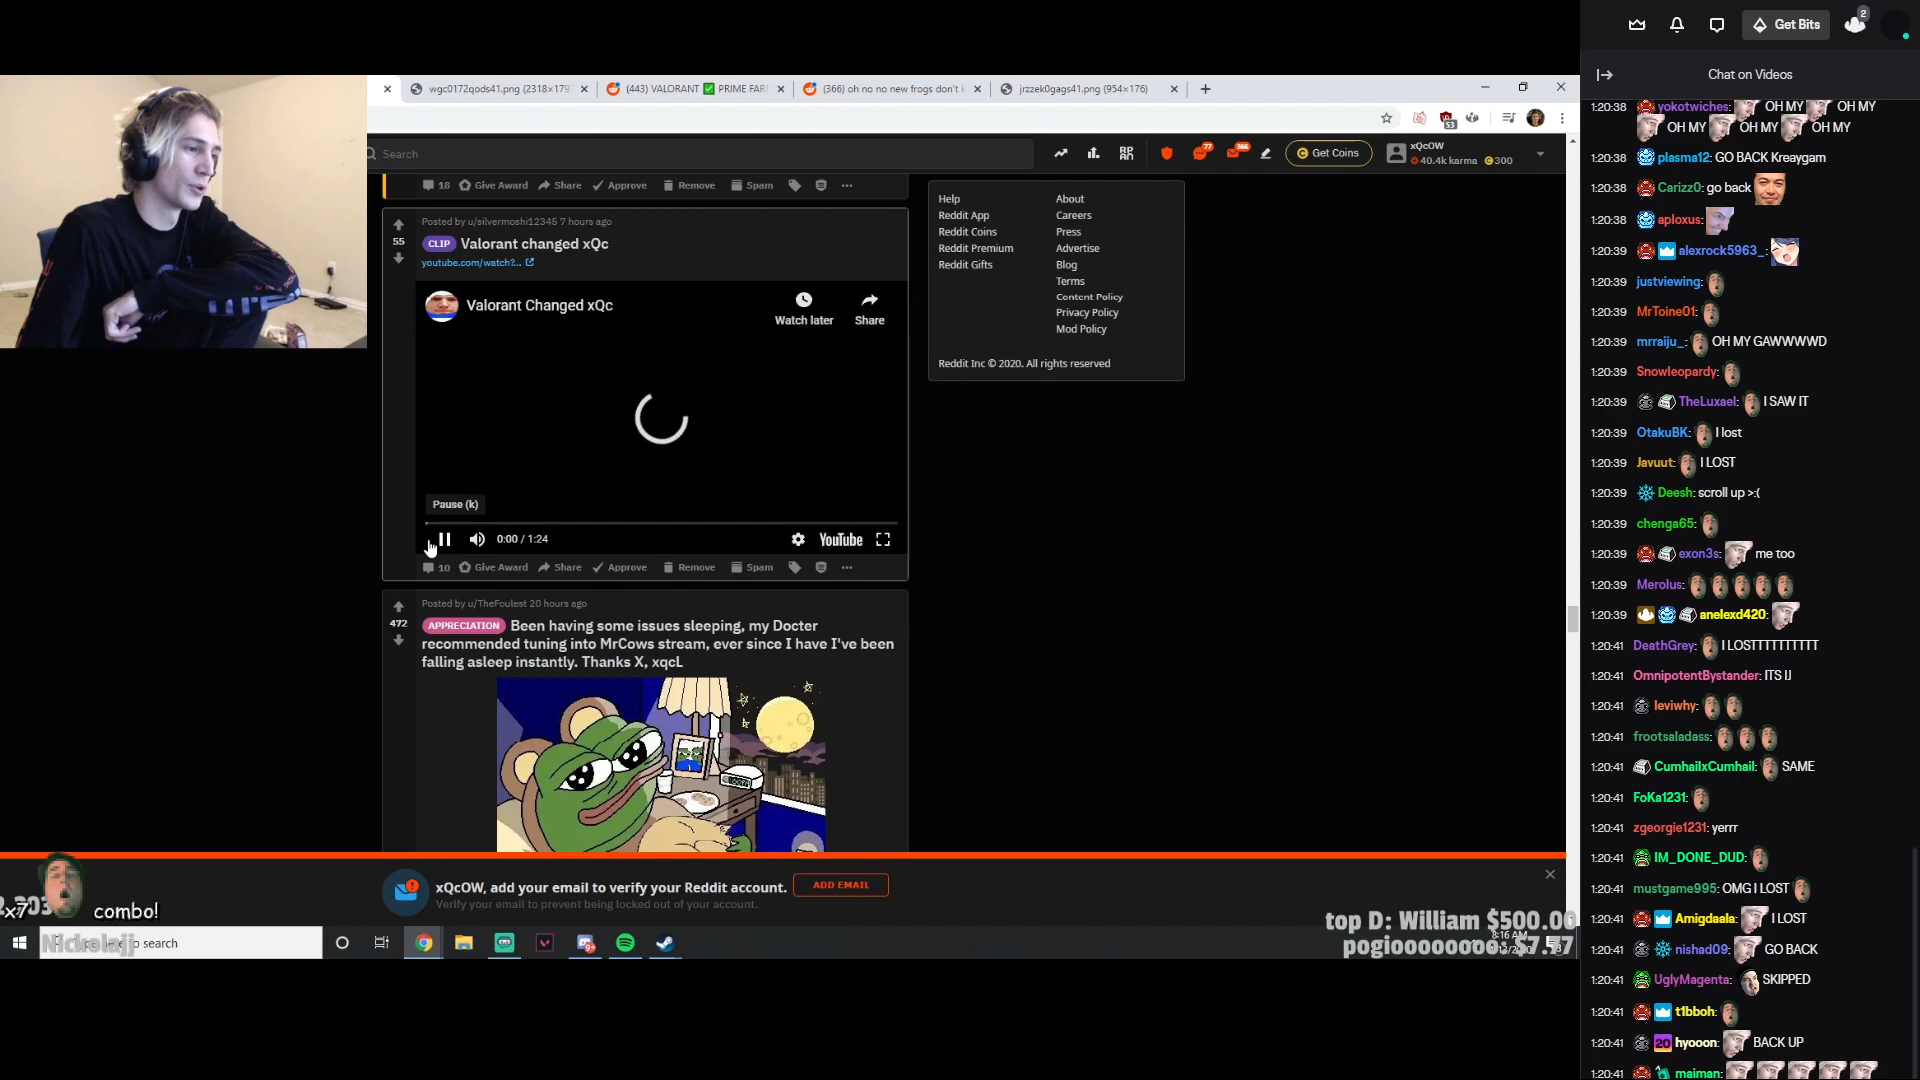 2
Get Bits
Chat on Videos
wgc0172qods41.png (2318×179
(443) VALORANT ✅ PRIME FAR
(366) oh no no new frogs don't
jrzzek0gags41.png (954×176)
53
Search
77
366
Get Coins
xQcOW
40.4k karma 300
18 Give Award Share Approve Remove Spam
Posted by u/silvermoshi12345 7 hours ago
55
CLIP Valorant changed xQc
youtube.com/watch?...
Valorant Changed xQc
Watch later
Share
Pause (k)
0:00 / 1:24
YouTube
10 Give Award Share Approve Remove Spam
Posted by u/TheFoulest 20 hours ago
472
APPRECIATION Been having some issues sleeping, my Docter
recommended tuning into MrCows stream, ever since I have I've been
falling asleep instantly. Thanks X, xqcL
Help
Reddit App
Reddit Coins
Reddit Premium
Reddit Gifts
About
Careers
Press
Advertise
Blog
Terms
Content Policy
Privacy Policy
Mod Policy
Reddit Inc © 2020. All rights reserved
xQcOW, add your email to verify your Reddit account.
ADD EMAIL
Verify your email to prevent being locked out of your account.
x7
combo!
Nickolajj
to search
top D: William $500.00
pogiooooooo: $7.77
8:16 AM
1:20:38 yokotwiches: OH MY OH MY
OH MY OH MY OH MY
1:20:38 plasma12: GO BACK Kreaygam
1:20:38 Carizz0: go back
1:20:38 aploxus:
1:20:39 alexrock5963_:
1:20:39 justviewing:
1:20:39 MrToine01:
1:20:39 mrraiju_: OH MY GAWWWWD
1:20:39 Snowleopardy:
1:20:39 TheLuxael: I SAW IT
1:20:39 OtakuBK: I lost
1:20:39 Javuut: I LOST
1:20:39 Deesh: scroll up >:(
1:20:39 chenga65:
1:20:39 exon3s: me too
1:20:39 Merolus:
1:20:39 anelexd420:
1:20:41 DeathGrey: I LOSTTTTTTTTTT
1:20:41 OmnipotentBystander: ITS IJ
1:20:41 leviwhy:
1:20:41 frootsaladass:
1:20:41 CumhailxCumhail: SAME
1:20:41 FoKa1231:
1:20:41 zgeorgie1231: yerrr
1:20:41 IM_DONE_DUD:
1:20:41 mustgame995: OMG I LOST
1:20:41 Amigdaala: I LOST
1:20:41 nishad09: GO BACK
1:20:41 UglyMagenta: SKIPPED
1:20:41 t1bboh:
1:20:41 20 hyooon: BACK UP
1:20:41 maiman: